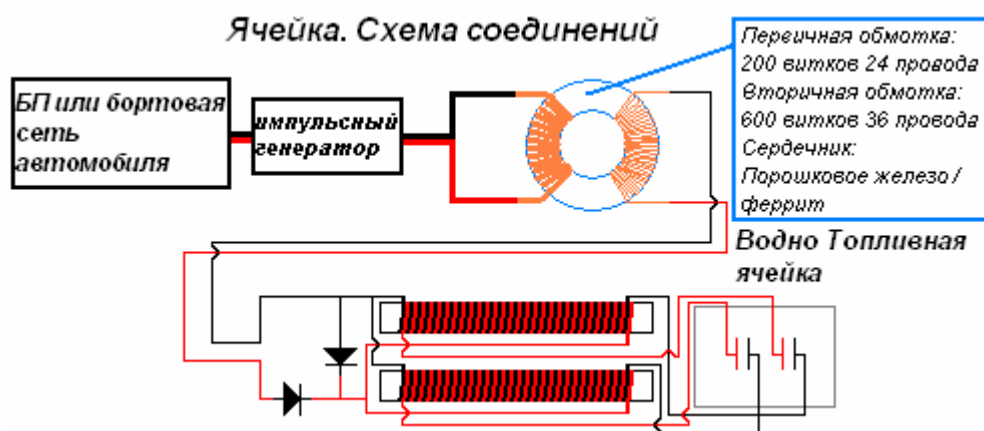 Ячейка. Схема соединений
БП или бортовая
сеть
автомобиля
импульсный
генератор
Первичная обмотка:
200 витков 24 провода
Вторичная обмотка:
600 витков 36 провода
Сердечник:
Порошковое железо /
феррит
Водно Топливная
ячейка